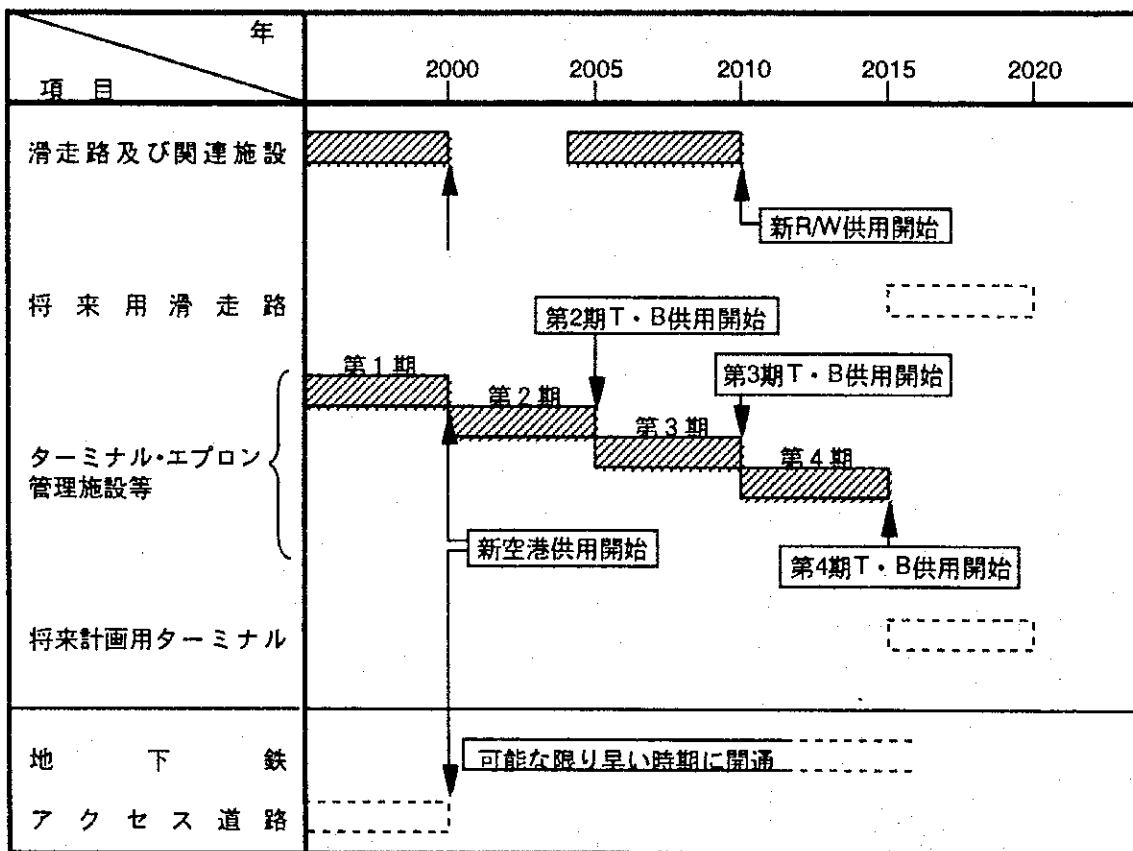 年
項目
2000 2005 2010 2015 2020
滑走路及び関連施設
新R/W供用開始
将来用滑走路
第2期T・B供用開始
第3期T・B供用開始
第1期
第2期
第3期
第4期
ターミナル・エプロン
管理施設等
新空港供用開始
第4期T・B供用開始
将来計画用ターミナル
地下鉄
可能な限り早い時期に開通
アクセス道路